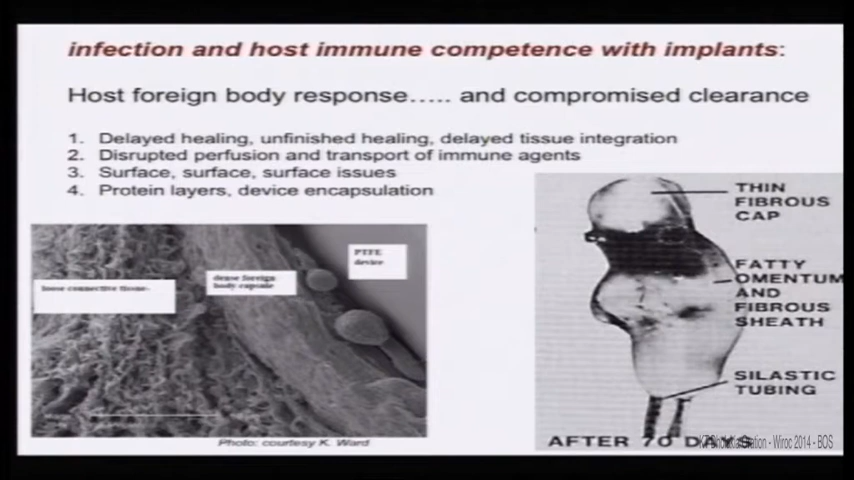 infection and host immune competence with implants:
Host foreign body response..... and compromised clearance
1. Delayed healing, unfinished healing, delayed tissue integration
2. Disrupted perfusion and transport of immune agents
3. Surface, surface, surface issues
4. Protein layers, device encapsulation
loose connective tissue-
dense foreign
body capsule
PTFE
device
Photo: courtesy K. Ward
THIN
FIBROUS
CAP
FATTY
OMENTUM
AND
FIBROUS
SHEATH
SILASTIC
TUBING
AFTER 70 DAYS
Wiroc 2014 - BOS